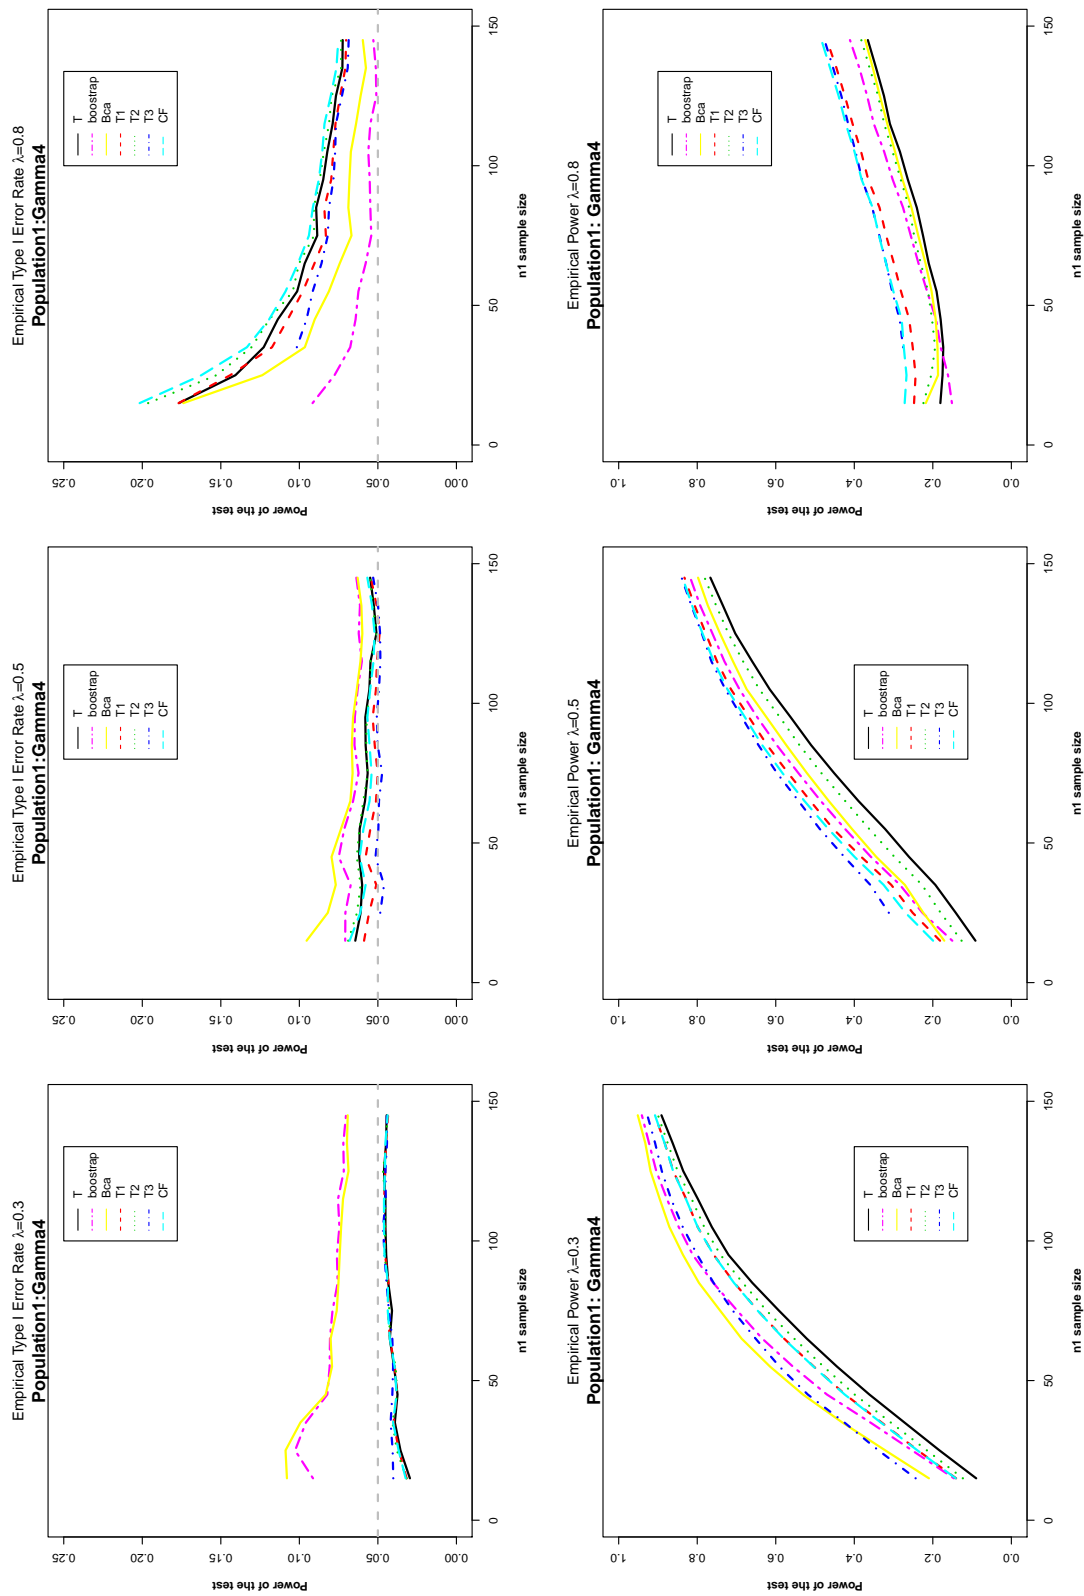 Empirical Type I Error Rate λ=0.3
Population1:Gamma4
Power of the test
0.25
0.20
0.15
0.10
0.05
0.00
T
boostrap
Bca
T1
T2
T3
CF
0
50
100
150
n1 sample size
Empirical Type I Error Rate λ=0.5
Population1:Gamma4
Power of the test
0.25
0.20
0.15
0.10
0.05
0.00
T
boostrap
Bca
T1
T2
T3
CF
0
50
100
150
n1 sample size
Empirical Type I Error Rate λ=0.8
Population1:Gamma4
Power of the test
0.25
0.20
0.15
0.10
0.05
0.00
T
boostrap
Bca
T1
T2
T3
CF
0
50
100
150
n1 sample size
Empirical Power λ=0.3
Population1: Gamma4
Power of the test
1.0
0.8
0.6
0.4
0.2
0.0
T
boostrap
Bca
T1
T2
T3
CF
0
50
100
150
n1 sample size
Empirical Power λ=0.5
Population1: Gamma4
Power of the test
1.0
0.8
0.6
0.4
0.2
0.0
T
boostrap
Bca
T1
T2
T3
CF
0
50
100
150
n1 sample size
Empirical Power λ=0.8
Population1: Gamma4
Power of the test
1.0
0.8
0.6
0.4
0.2
0.0
T
boostrap
Bca
T1
T2
T3
CF
0
50
100
150
n1 sample size